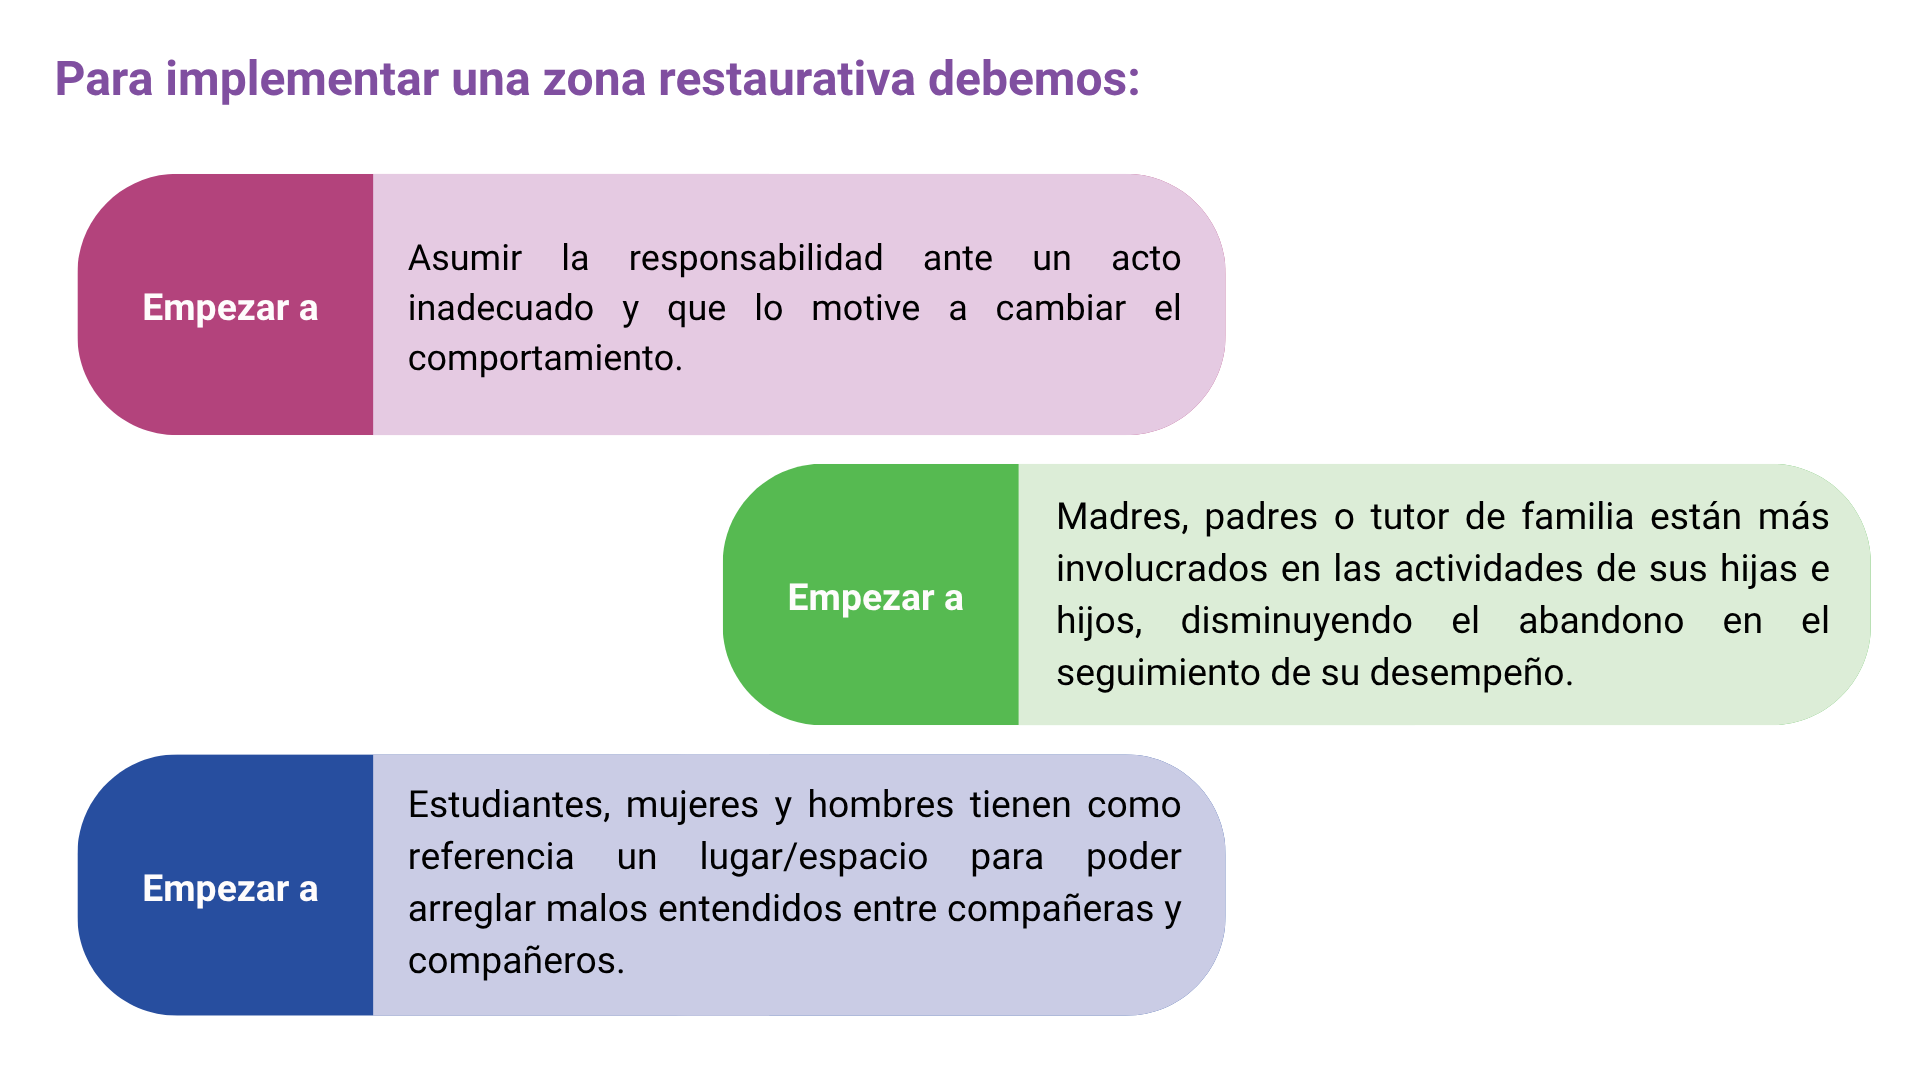 Para implementar una zona restaurativa debemos:
Empezar a
Asumir la responsabilidad ante un acto
inadecuado y que lo motive a cambiar el
comportamiento.
Empezar a
Madres, padres o tutor de familia están más
involucrados en las actividades de sus hijas e
hijos, disminuyendo el abandono en el
seguimiento de su desempeño.
Empezar a
Estudiantes, mujeres y hombres tienen como
referencia un lugar/espacio para poder
arreglar malos entendidos entre compañeras y
compañeros.